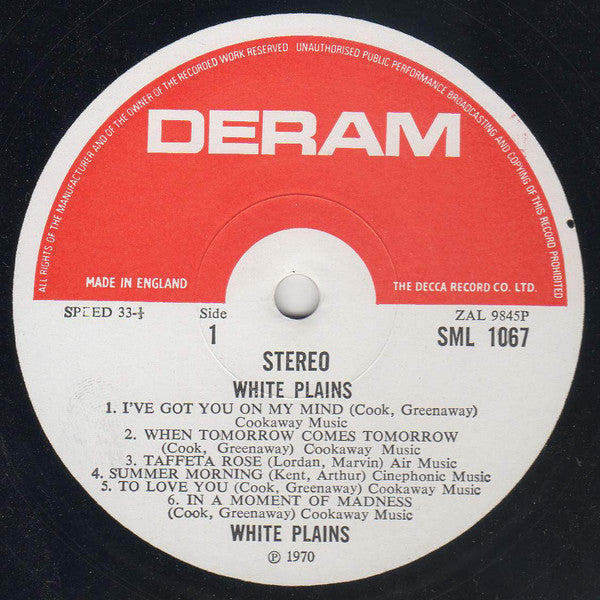 ALL RIGHTS OF THE MANUFACTURER AND OF THE OWNER OF THE RECORDED WORK RESERVED UNAUTHORISED PUBLIC PERFORMANCE BROADCASTING AND COPYING OF THIS RECORD PROHIBITED
DERAM
MADE IN ENGLAND THE DECCA RECORD CO. LTD.
SPEED 33-⅓ Side ZAL 9845P
1 SML 1067
STEREO
WHITE PLAINS
1. I'VE GOT YOU ON MY MIND (Cook, Greenaway)
Cookaway Music
2. WHEN TOMORROW COMES TOMORROW
(Cook, Greenaway) Cookaway Music
3. TAFFETA ROSE (Lordan, Marvin) Air Music
4. SUMMER MORNING (Kent, Arthur) Cinephonic Music
5. TO LOVE YOU (Cook, Greenaway) Cookaway Music
6. IN A MOMENT OF MADNESS
(Cook, Greenaway) Cookaway Music
WHITE PLAINS
℗ 1970